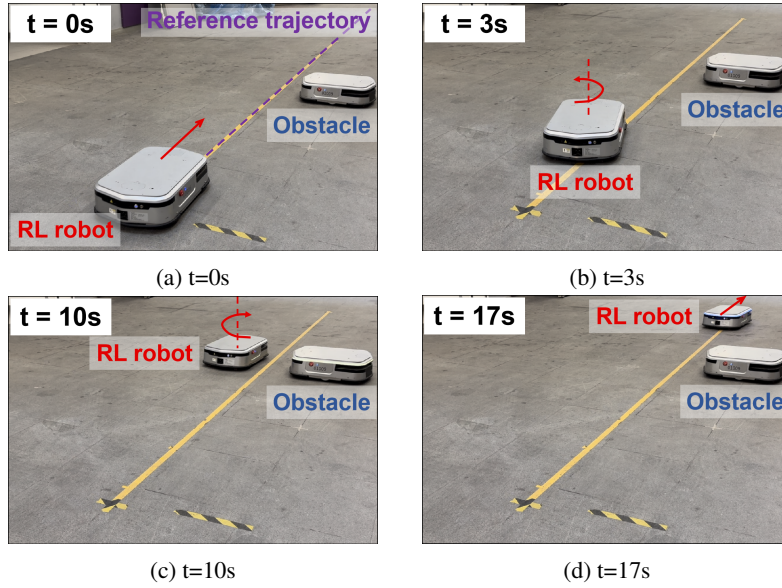 t = 0s
Reference trajectory
Obstacle
RL robot
(a) t=0s
t = 3s
Obstacle
RL robot
(b) t=3s
t = 10s
RL robot
Obstacle
(c) t=10s
t = 17s
RL robot
Obstacle
(d) t=17s